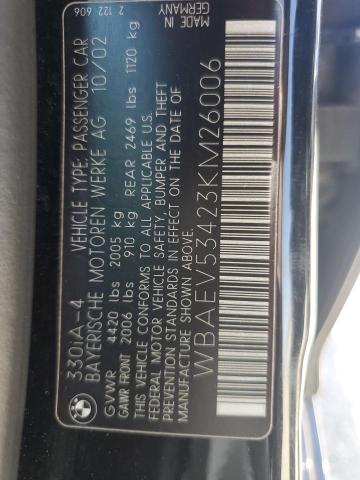 BMW
330iA-4 VEHICLE TYPE: PASSENGER CAR
MADE IN GERMANY
2 122 606
BAYERISCHE MOTOREN WERKE AG 10/02
GVWR 4420 lbs 2005 kg
GAWR FRONT 2006 lbs 910 kg REAR 2469 lbs 1120 kg
THIS VEHICLE CONFORMS TO ALL APPLICABLE U.S.
FEDERAL MOTOR VEHICLE SAFETY, BUMPER AND THEFT
PREVENTION STANDARDS IN EFFECT ON THE DATE OF
MANUFACTURE SHOWN ABOVE.
WBAEV53423KM26006